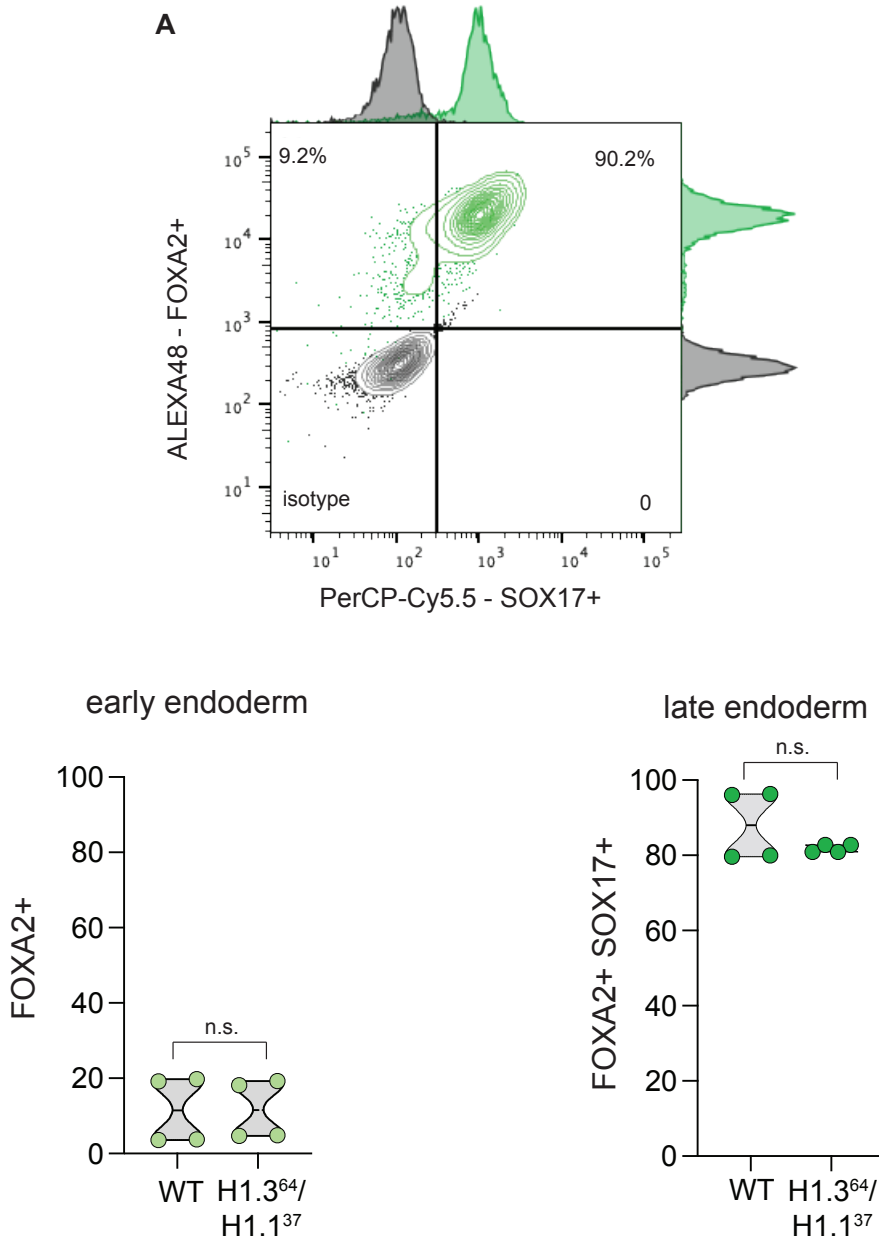 A
9.2%
90.2%
isotype
0
10⁵
10⁴
10³
10²
10¹
ALEXA48 - FOXA2+
10¹
10²
10³
10⁴
10⁵
PerCP-Cy5.5 - SOX17+
early endoderm
100
80
60
40
20
0
FOXA2+
n.s.
WT
H1.3⁶⁴/
H1.1³⁷
late endoderm
100
80
60
40
20
0
FOXA2+ SOX17+
n.s.
WT
H1.3⁶⁴/
H1.1³⁷